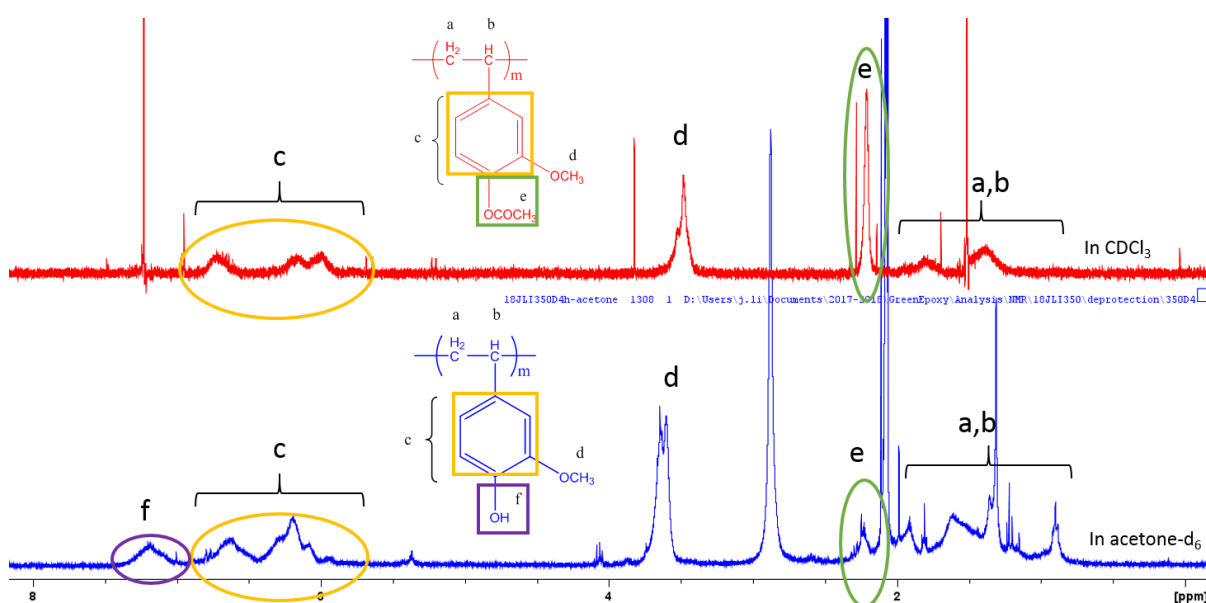 a b
H₂ H
C C
m
e
c
d
c
d
OCH₃
e
OCOCH₃
a,b
In CDCl₃
18JLI350D4h-acetone 1308 1 D:\Users\j.li\Documents\2017-2018\GreenEpoxy\Analysis\NMR\18JLI350\deprotection\350D4
a b
H₂ H
C C
m
d
a,b
c
c
d
OCH₃
e
f
f
OH
In acetone-d₆
8 6 4 2 [ppm]